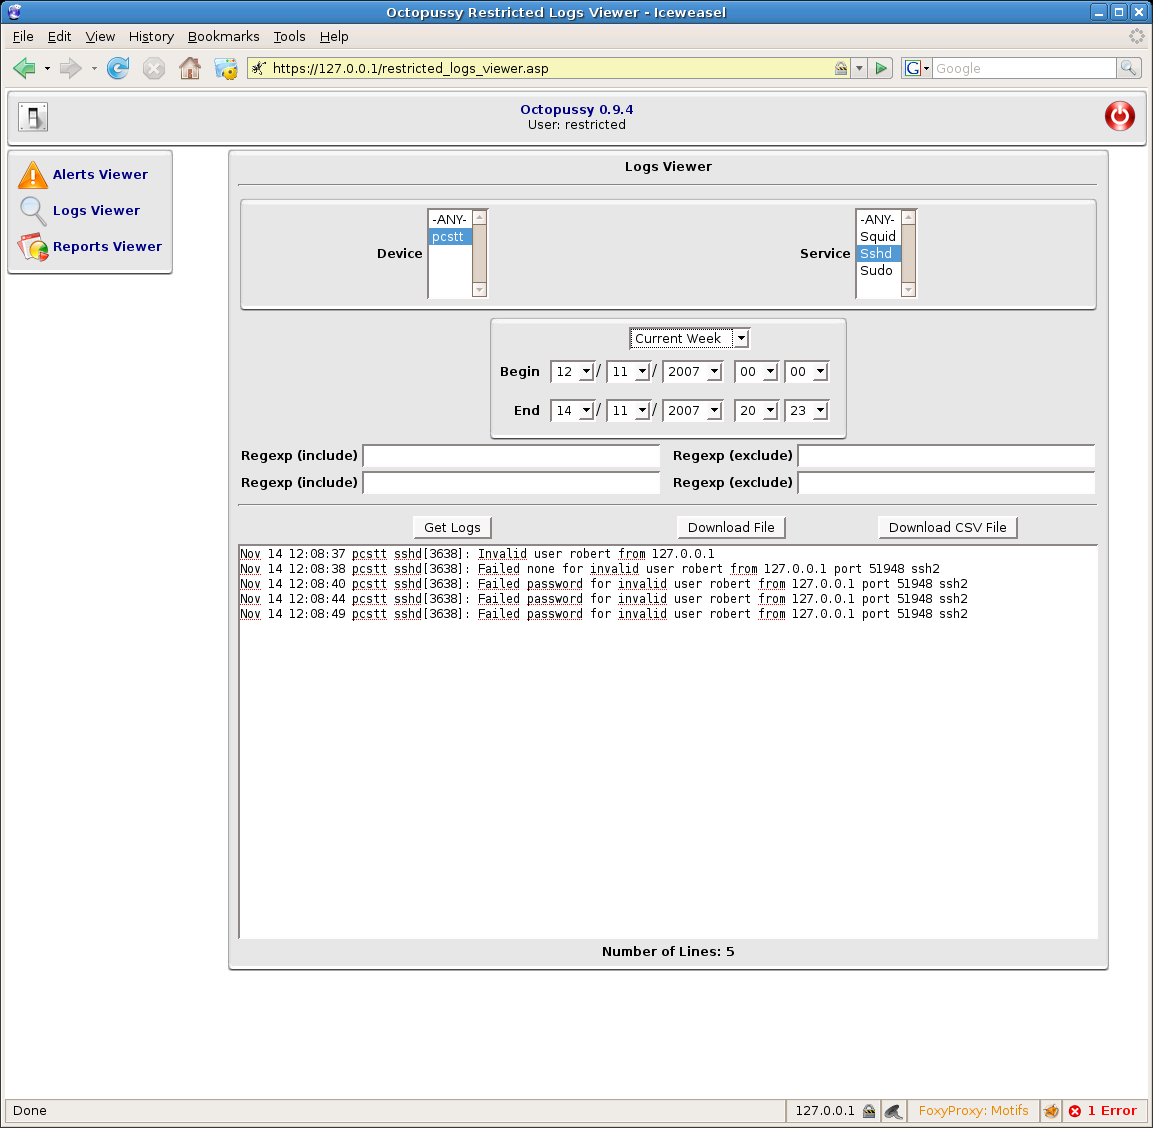 Octopussy Restricted Logs Viewer - Iceweasel
File Edit View History Bookmarks Tools Help
https://127.0.0.1/restricted_logs_viewer.asp
G Google
Octopussy 0.9.4
User: restricted
Alerts Viewer
Logs Viewer
Reports Viewer
Logs Viewer
Device
-ANY-
pcstt
Service
-ANY-
Squid
Sshd
Sudo
Current Week
Begin 12 / 11 / 2007 00 00
End 14 / 11 / 2007 20 23
Regexp (include) Regexp (exclude)
Regexp (include) Regexp (exclude)
Get Logs Download File Download CSV File
Nov 14 12:08:37 pcstt sshd[3638]: Invalid user robert from 127.0.0.1
Nov 14 12:08:38 pcstt sshd[3638]: Failed none for invalid user robert from 127.0.0.1 port 51948 ssh2
Nov 14 12:08:40 pcstt sshd[3638]: Failed password for invalid user robert from 127.0.0.1 port 51948 ssh2
Nov 14 12:08:44 pcstt sshd[3638]: Failed password for invalid user robert from 127.0.0.1 port 51948 ssh2
Nov 14 12:08:49 pcstt sshd[3638]: Failed password for invalid user robert from 127.0.0.1 port 51948 ssh2
Number of Lines: 5
Done 127.0.0.1 FoxyProxy: Motifs 1 Error